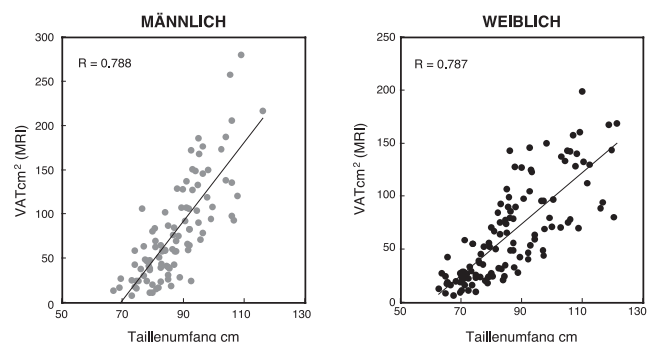 MÄNNLICH
R = 0.788
VATcm² (MRI)
300
250
200
150
100
50
0
50
70
90
110
130
Taillenumfang cm
WEIBLICH
R = 0.787
VATcm² (MRI)
250
200
150
100
50
0
50
70
90
110
130
Taillenumfang cm